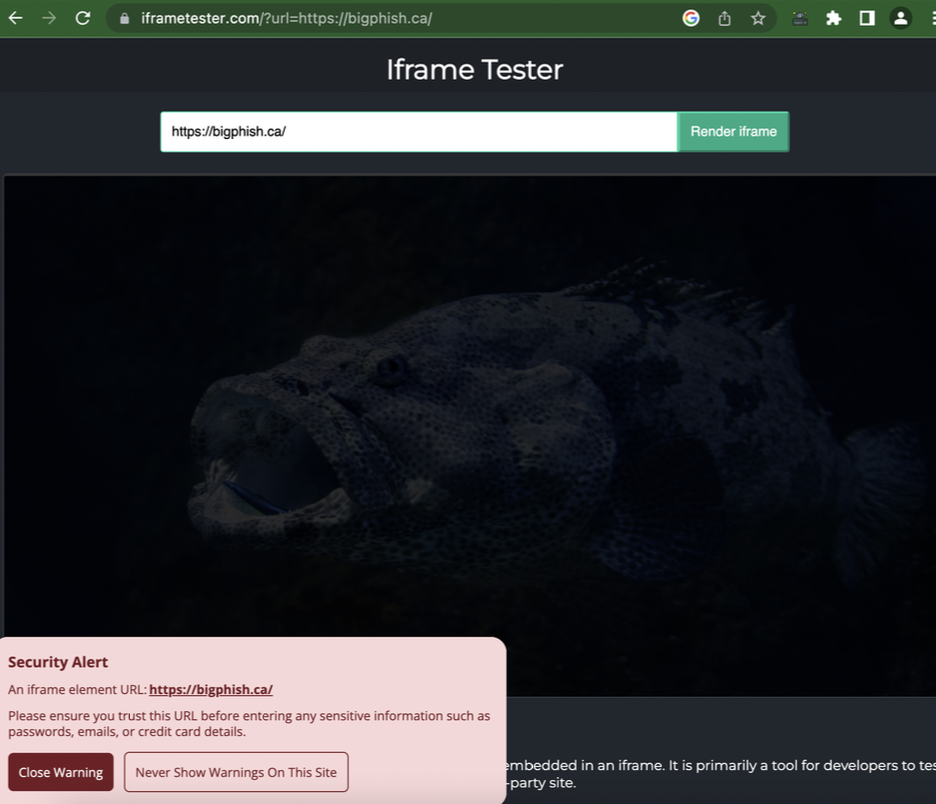 iframetester.com/?url=https://bigphish.ca/
Iframe Tester
https://bigphish.ca/
Render iframe
Security Alert
An iframe element URL: https://bigphish.ca/
Please ensure you trust this URL before entering any sensitive information such as
passwords, emails, or credit card details.
Close Warning
Never Show Warnings On This Site
embedded in an iframe. It is primarily a tool for developers to
-party site.